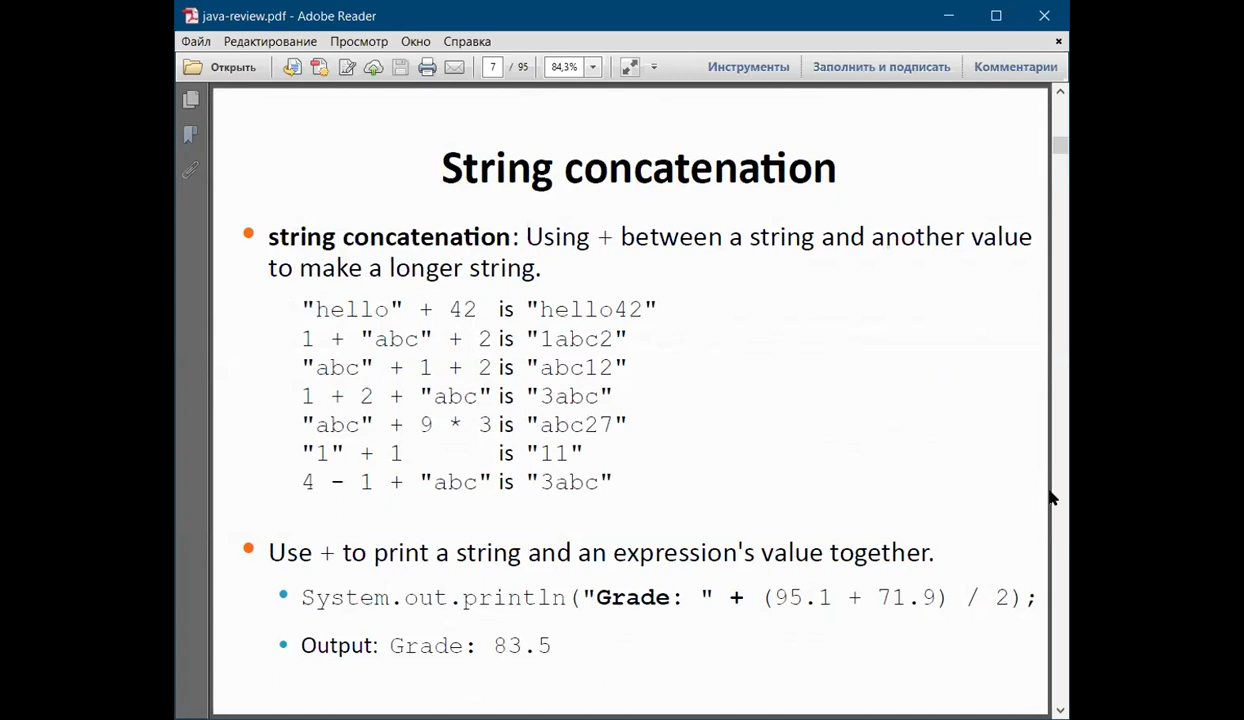 java-review.pdf - Adobe Reader
Файл Редактирование Просмотр Окно Справка
Открыть 7 / 95 84,3% Инструменты Заполнить и подписать Комментарии
String concatenation
• string concatenation: Using + between a string and another value
to make a longer string.
"hello" + 42 is "hello42"
1 + "abc" + 2 is "1abc2"
"abc" + 1 + 2 is "abc12"
1 + 2 + "abc" is "3abc"
"abc" + 9 * 3 is "abc27"
"1" + 1 is "11"
4 - 1 + "abc" is "3abc"
• Use + to print a string and an expression's value together.
• System.out.println("Grade: " + (95.1 + 71.9) / 2);
• Output: Grade: 83.5